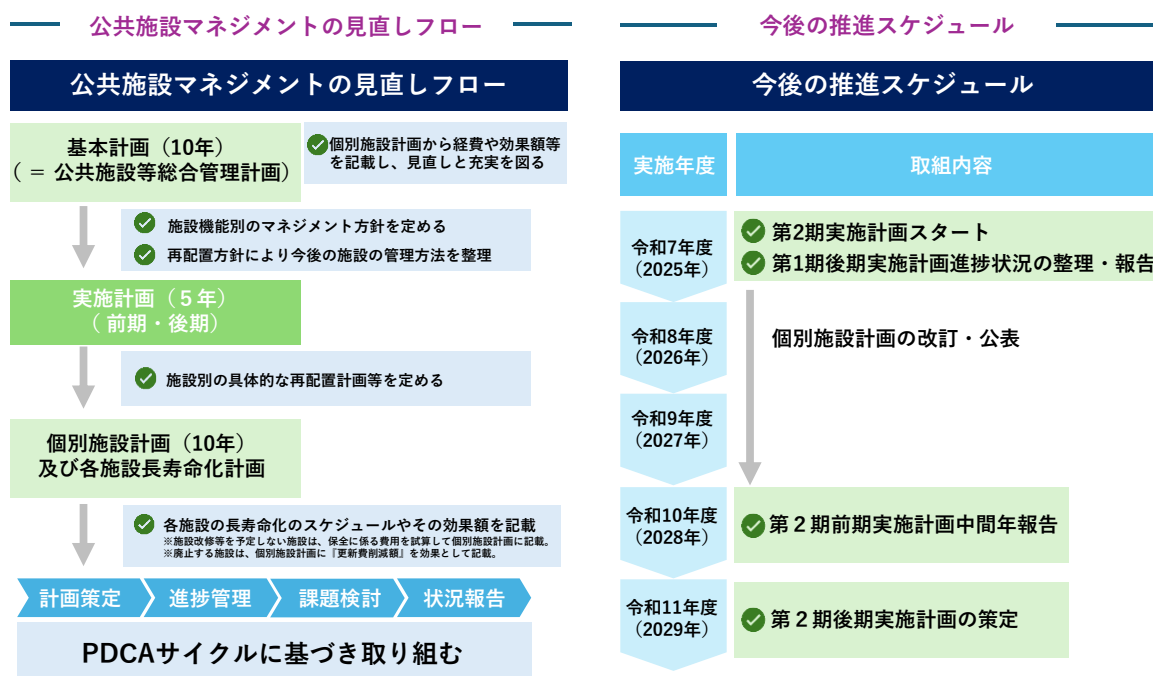 公共施設マネジメントの見直しフロー
公共施設マネジメントの見直しフロー
基本計画（10年）
（ ＝ 公共施設等総合管理計画）
個別施設計画から経費や効果額等
を記載し、見直しと充実を図る
施設機能別のマネジメント方針を定める
再配置方針により今後の施設の管理方法を整理
実施計画（５年）
（ 前期・後期）
施設別の具体的な再配置計画等を定める
個別施設計画（10年）
及び各施設長寿命化計画
各施設の長寿命化のスケジュールやその効果額を記載
※施設改修等を予定しない施設は、保全に係る費用を試算して個別施設計画に記載。
※廃止する施設は、個別施設計画に『更新費削減額』を効果として記載。
計画策定
進捗管理
課題検討
状況報告
PDCAサイクルに基づき取り組む
今後の推進スケジュール
今後の推進スケジュール
実施年度
取組内容
令和7年度
（2025年）
第2期実施計画スタート
第1期後期実施計画進捗状況の整理・報告
令和8年度
（2026年）
個別施設計画の改訂・公表
令和9年度
（2027年）
令和10年度
（2028年）
第２期前期実施計画中間年報告
令和11年度
（2029年）
第２期後期実施計画の策定